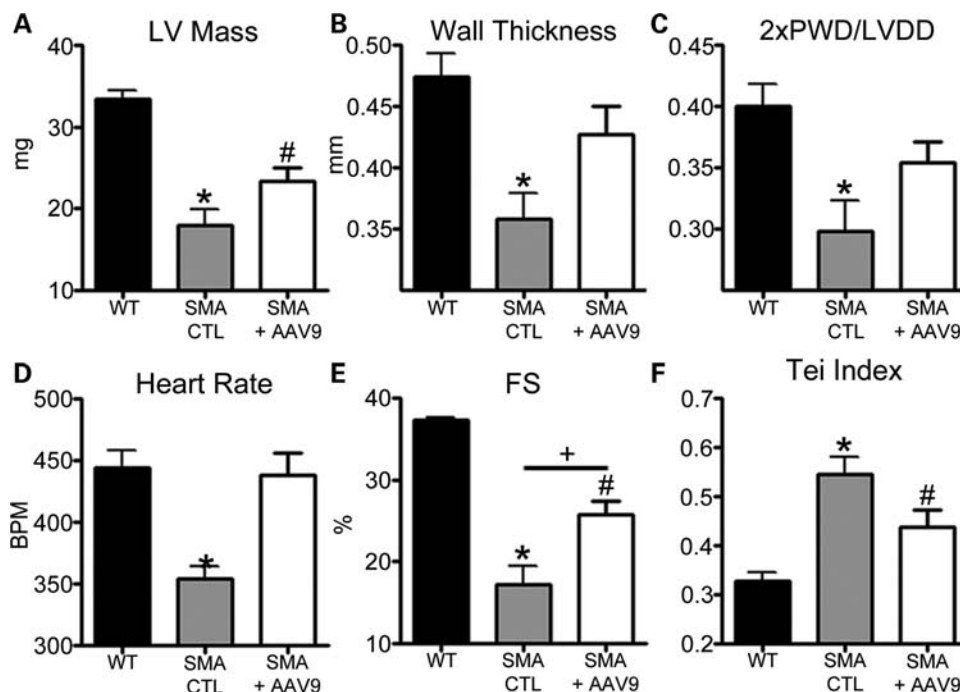 A LV Mass
mg
40
30
20
10
*
#
WT
SMA
CTL
SMA
+ AAV9
B Wall Thickness
mm
0.50
0.45
0.40
0.35
*
WT
SMA
CTL
SMA
+ AAV9
C 2xPWD/LVDD
0.45
0.40
0.35
0.30
*
WT
SMA
CTL
SMA
+ AAV9
D Heart Rate
BPM
500
450
400
350
300
*
WT
SMA
CTL
SMA
+ AAV9
E FS
%
40
30
20
10
+
*
#
WT
SMA
CTL
SMA
+ AAV9
F Tei Index
0.7
0.6
0.5
0.4
0.3
0.2
*
#
WT
SMA
CTL
SMA
+ AAV9